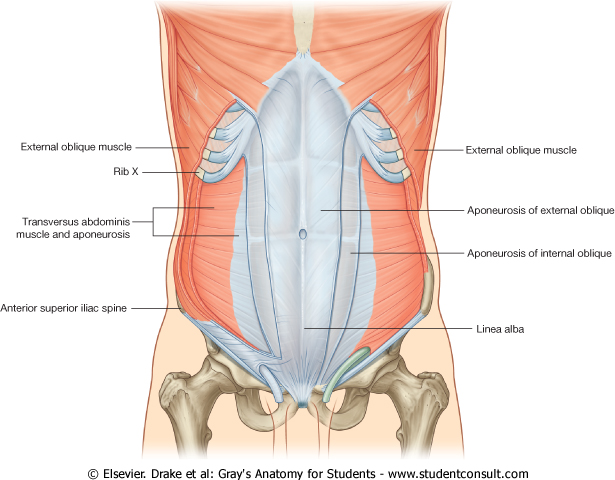 External oblique muscle
Rib X
Transversus abdominis
muscle and aponeurosis
Anterior superior iliac spine
External oblique muscle
Aponeurosis of external oblique
Aponeurosis of internal oblique
Linea alba
© Elsevier. Drake et al: Gray's Anatomy for Students - www.studentconsult.com